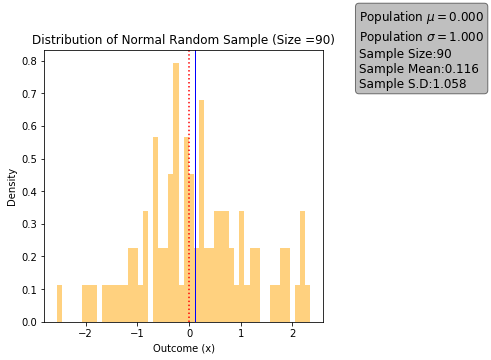 Distribution of Normal Random Sample (Size =90)
Population μ = 0.000
Population σ = 1.000
Sample Size:90
Sample Mean:0.116
Sample S.D:1.058
Density
0.8
0.7
0.6
0.5
0.4
0.3
0.2
0.1
0.0
−2 −1 0 1 2
Outcome (x)